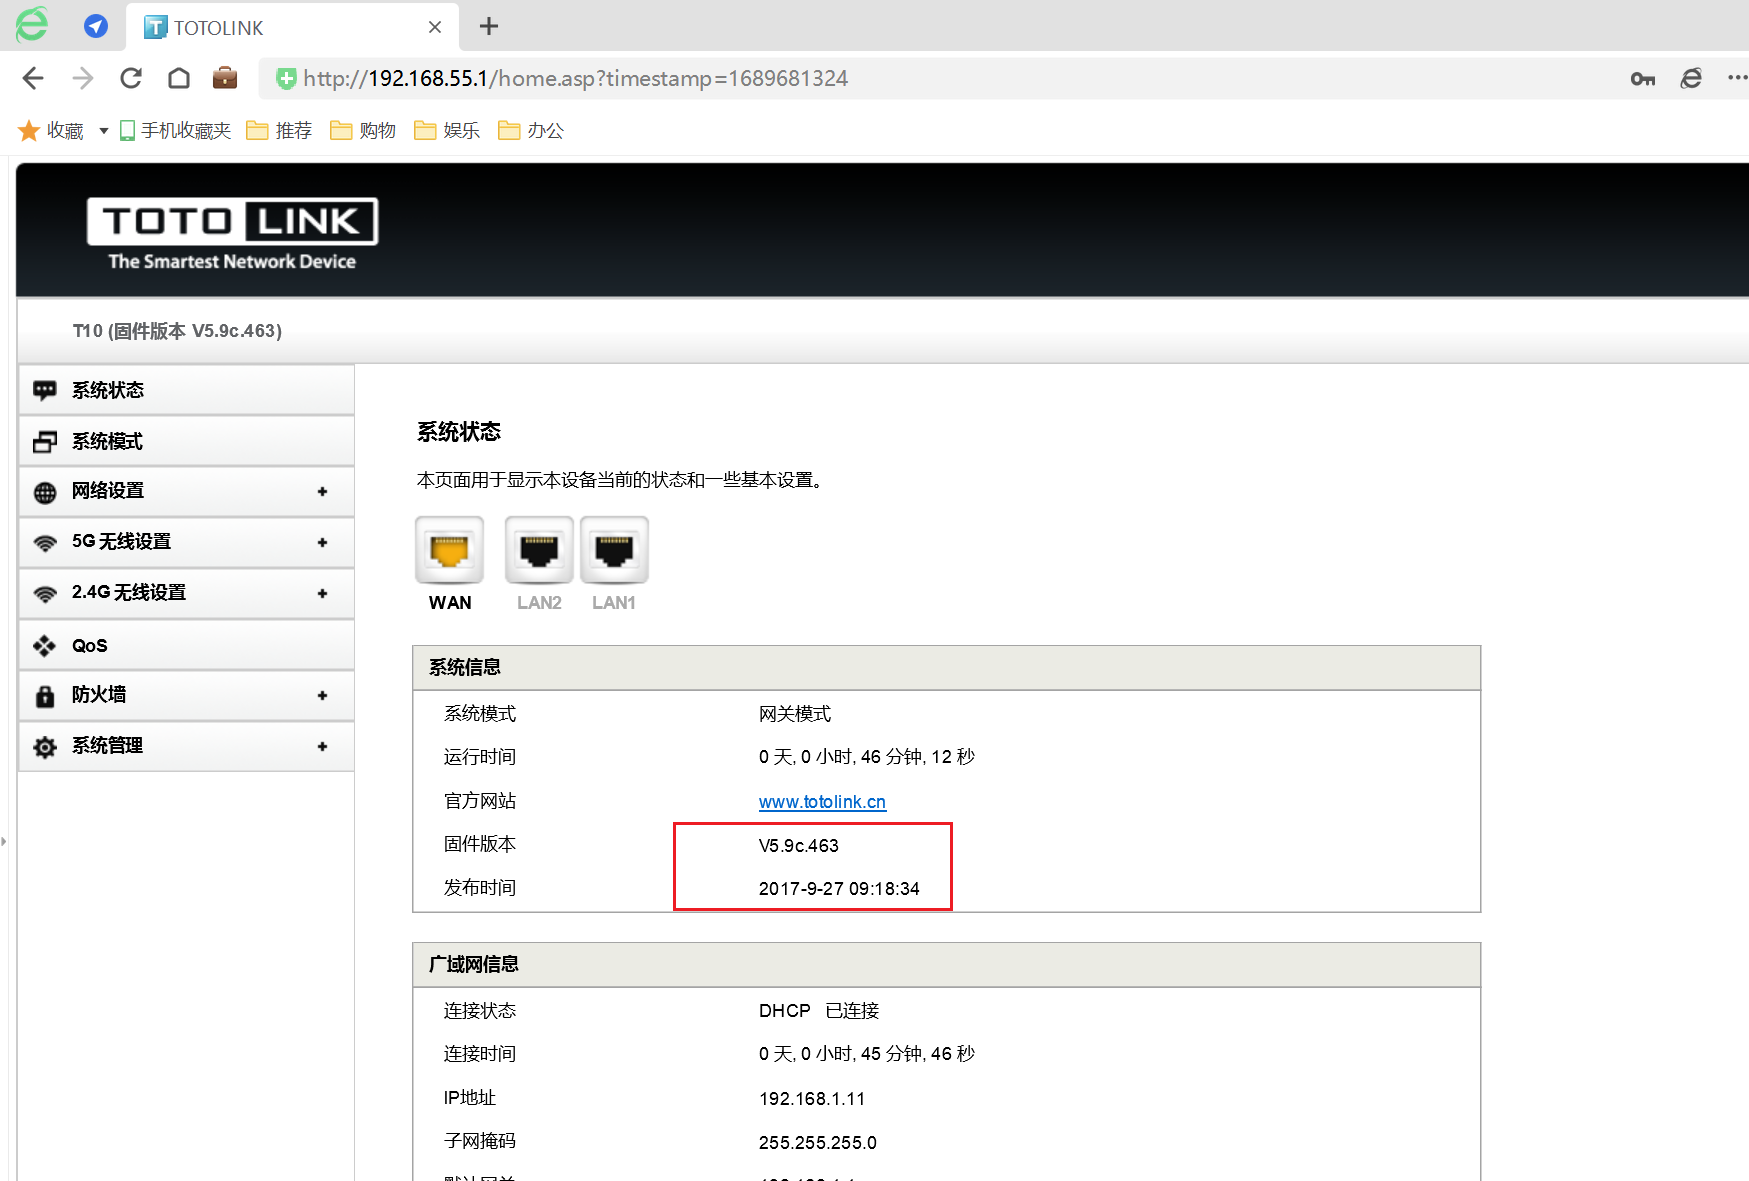 TOTOLINK
http://192.168.55.1/home.asp?timestamp=1689681324
收藏 手机收藏夹 推荐 购物 娱乐 办公
TOTO LINK
The Smartest Network Device
T10 (固件版本 V5.9c.463)
系统状态
系统模式
网络设置 +
5G 无线设置 +
2.4G 无线设置 +
QoS
防火墙 +
系统管理 +
系统状态
本页面用于显示本设备当前的状态和一些基本设置。
WAN LAN2 LAN1
系统信息
系统模式 网关模式
运行时间 0 天, 0 小时, 46 分钟, 12 秒
官方网站 www.totolink.cn
固件版本 V5.9c.463
发布时间 2017-9-27 09:18:34
广域网信息
连接状态 DHCP 已连接
连接时间 0 天, 0 小时, 45 分钟, 46 秒
IP地址 192.168.1.11
子网掩码 255.255.255.0